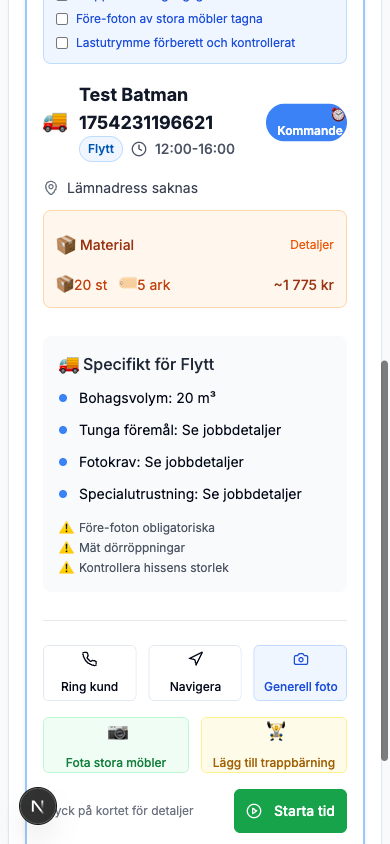 Före-foton av stora möbler tagna
Lastutrymme förberett och kontrollerat
Test Batman
1754231196621
Kommande
Flytt 12:00-16:00
Lämnadress saknas
Material Detaljer
20 st 5 ark ~1 775 kr
Specifikt för Flytt
Bohagsvolym: 20 m³
Tunga föremål: Se jobbdetaljer
Fotokrav: Se jobbdetaljer
Specialutrustning: Se jobbdetaljer
Före-foton obligatoriska
Mät dörröppningar
Kontrollera hissens storlek
Ring kund Navigera Generell foto
Fota stora möbler Lägg till trappbärning
N yck på kortet för detaljer Starta tid